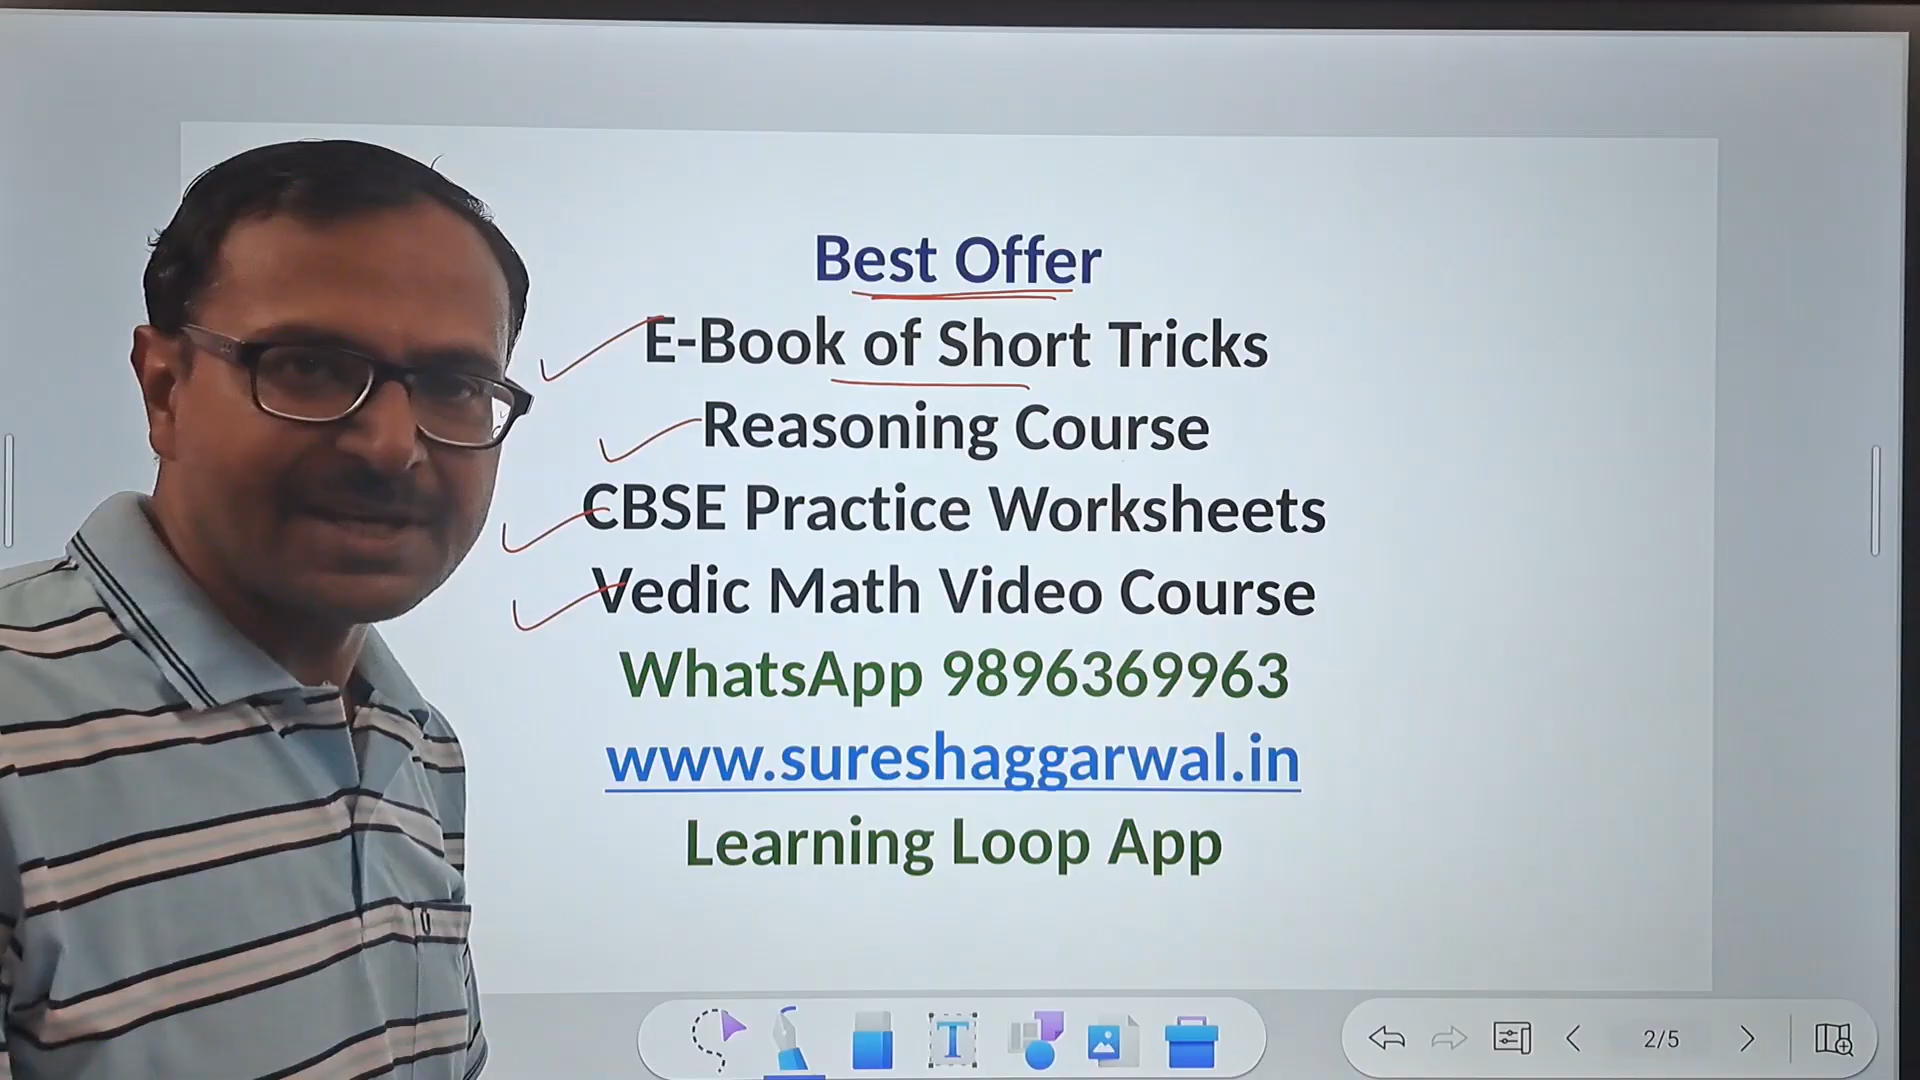 Best Offer
E-Book of Short Tricks
Reasoning Course
CBSE Practice Worksheets
Vedic Math Video Course
WhatsApp 9896369963
www.sureshaggarwal.in
Learning Loop App
T
2/5